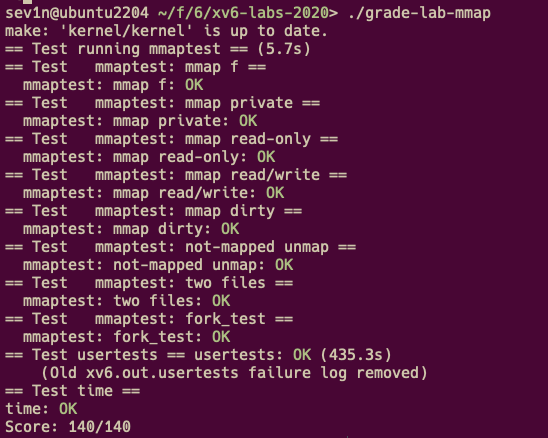 sev1n@ubuntu2204 ~/f/6/xv6-labs-2020> ./grade-lab-mmap
make: 'kernel/kernel' is up to date.
== Test running mmaptest == (5.7s)
== Test   mmaptest: mmap f ==
  mmaptest: mmap f: OK
== Test   mmaptest: mmap private ==
  mmaptest: mmap private: OK
== Test   mmaptest: mmap read-only ==
  mmaptest: mmap read-only: OK
== Test   mmaptest: mmap read/write ==
  mmaptest: mmap read/write: OK
== Test   mmaptest: mmap dirty ==
  mmaptest: mmap dirty: OK
== Test   mmaptest: not-mapped unmap ==
  mmaptest: not-mapped unmap: OK
== Test   mmaptest: two files ==
  mmaptest: two files: OK
== Test   mmaptest: fork_test ==
  mmaptest: fork_test: OK
== Test usertests == usertests: OK (435.3s)
    (Old xv6.out.usertests failure log removed)
== Test time ==
time: OK
Score: 140/140